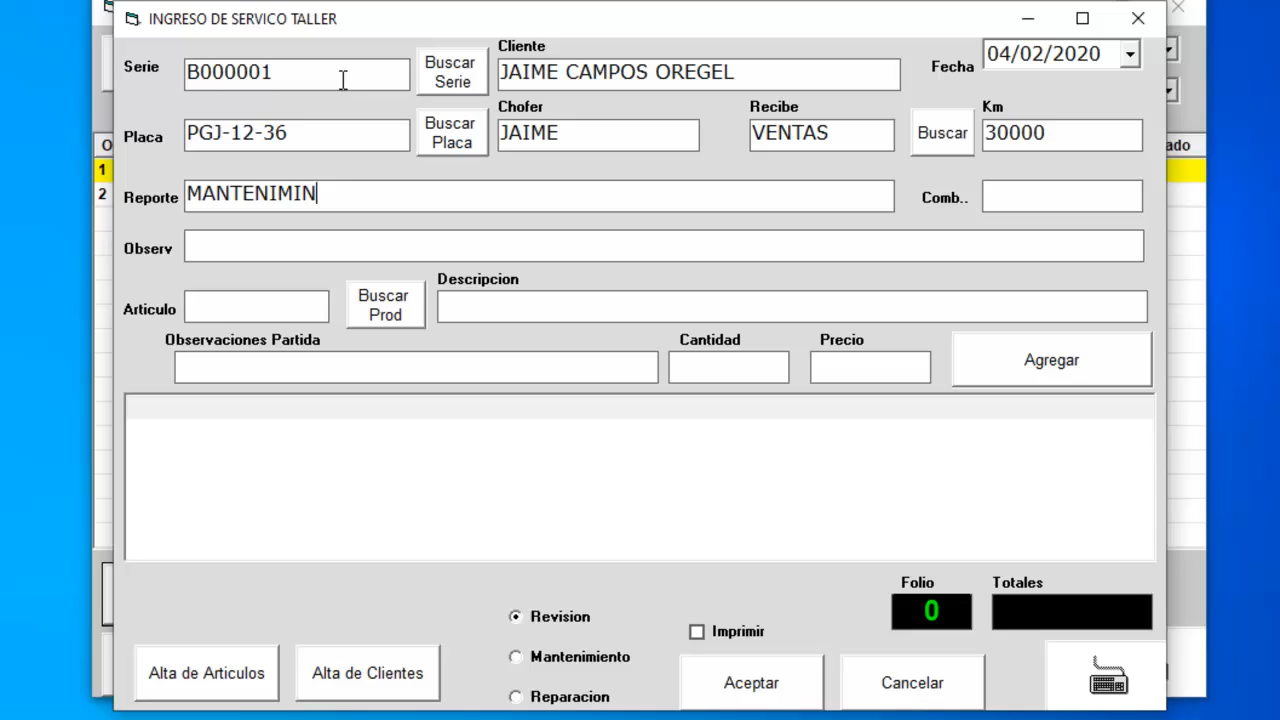 INGRESO DE SERVICO TALLER
Serie
B000001
Buscar
Serie
Cliente
JAIME CAMPOS OREGEL
Fecha
04/02/2020
Placa
PGJ-12-36
Buscar
Placa
Chofer
JAIME
Recibe
VENTAS
Buscar
Km
30000
Reporte
MANTENIMIN
Comb..
Observ
Articulo
Buscar
Prod
Descripcion
Observaciones Partida
Cantidad
Precio
Agregar
O
1
2
ado
Folio
0
Totales
Revision
Mantenimiento
Reparacion
Imprimir
Alta de Articulos
Alta de Clientes
Aceptar
Cancelar